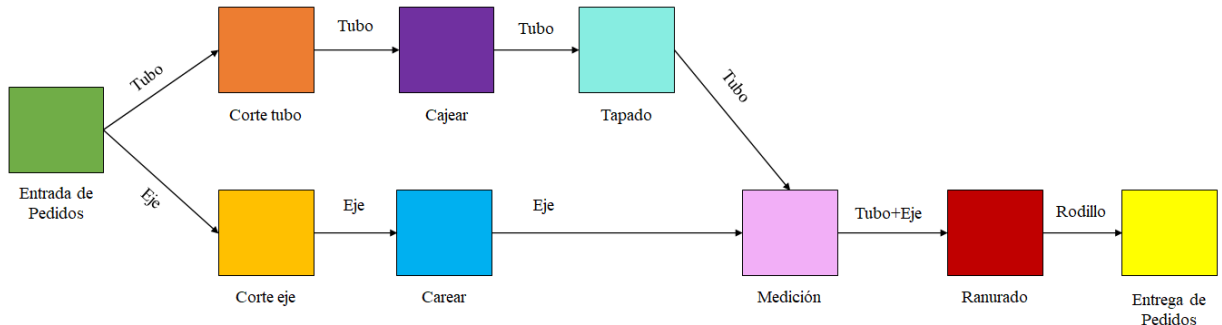 Tubo
Tubo
Tubo
Corte tubo
Cajear
Tapado
Tubo
Entrada de
Pedidos
Eje
Eje
Eje
Tubo+Eje
Rodillo
Corte eje
Carear
Medición
Ranurado
Entrega de
Pedidos